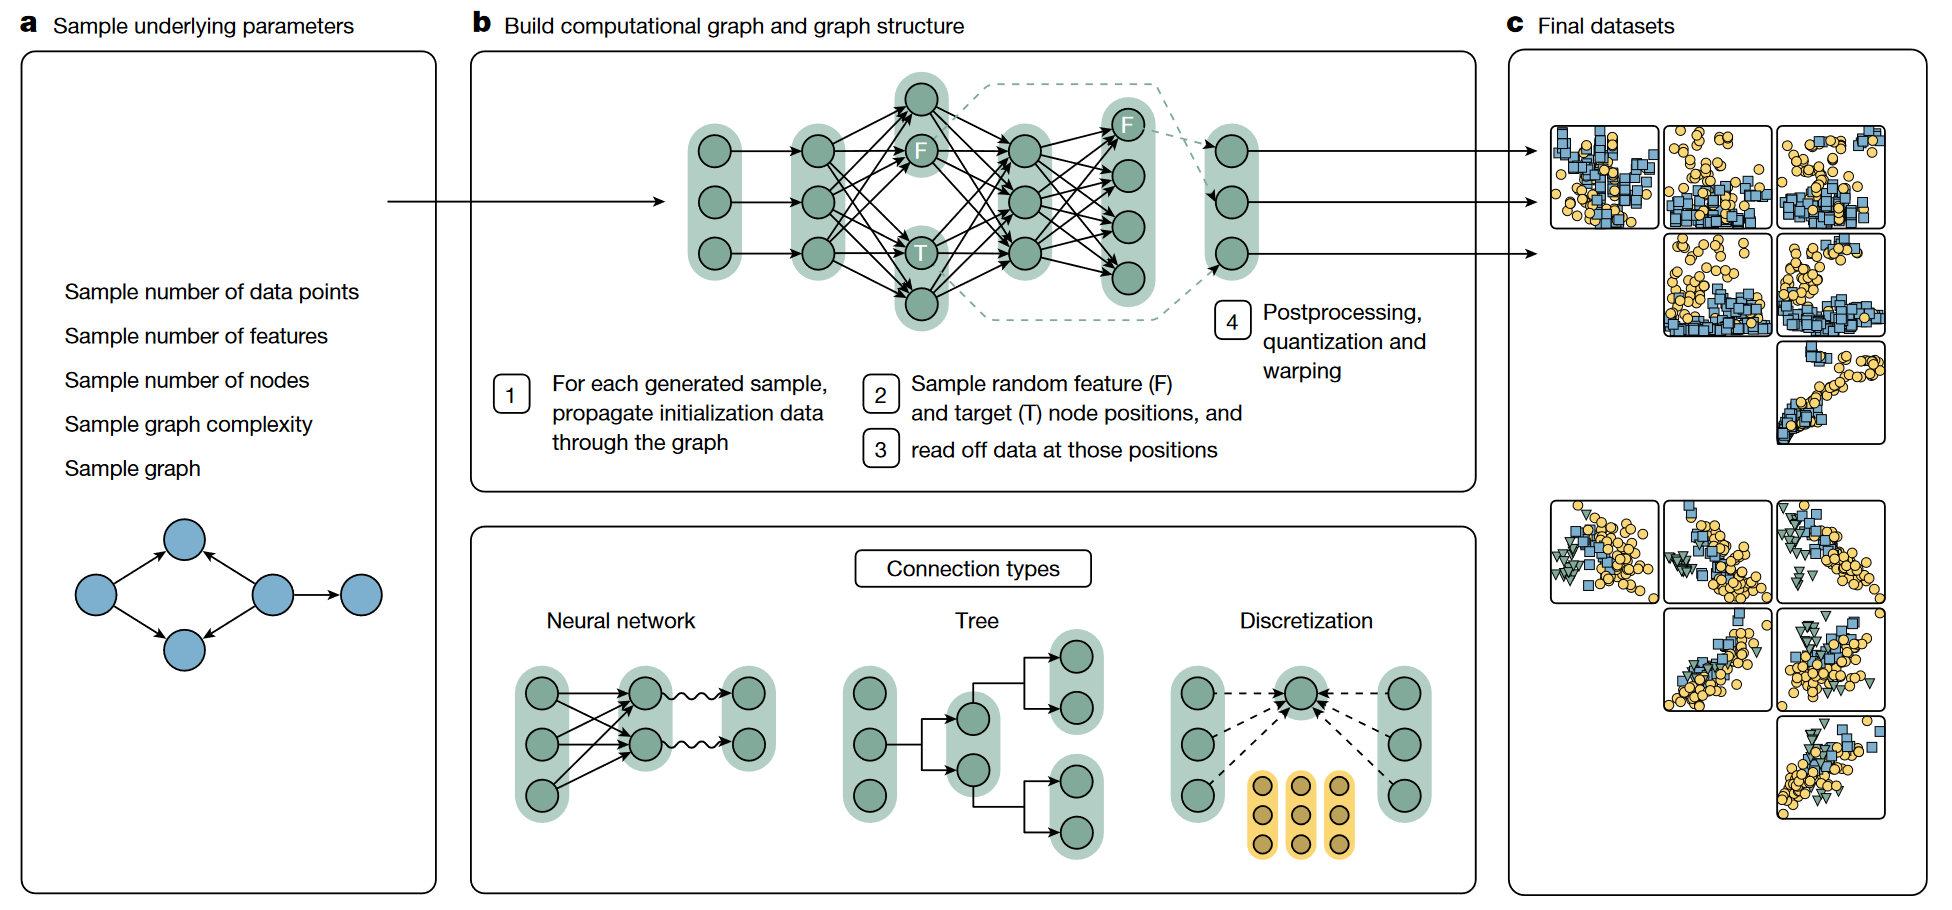 a Sample underlying parameters
Sample number of data points
Sample number of features
Sample number of nodes
Sample graph complexity
Sample graph
b Build computational graph and graph structure
F
F
T
1 For each generated sample,
propagate initialization data
through the graph
2 Sample random feature (F)
and target (T) node positions, and
3 read off data at those positions
4 Postprocessing,
quantization and
warping
Connection types
Neural network
Tree
Discretization
c Final datasets